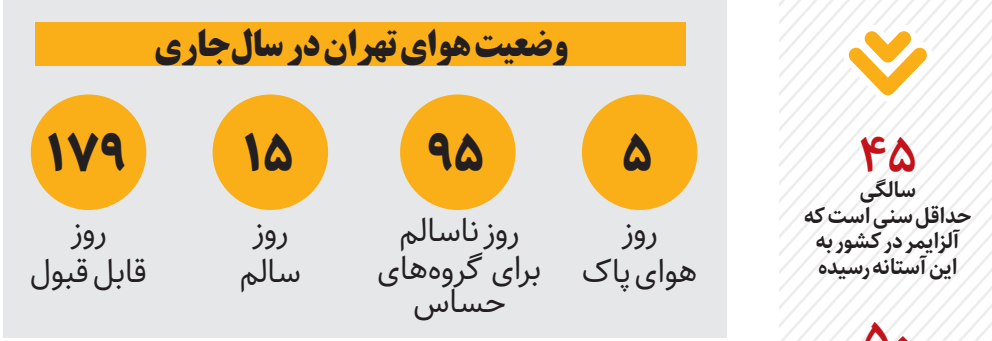 وضعیت هوای تهران در سال جاری
۵
روز
هوای پاک
۹۵
روز ناسالم
برای گروه‌های
حساس
۱۵
روز
سالم
۱۷۹
روز
قابل قبول
۴۵
سالگی
حداقل سنی است که
آلزایمر در کشور به
این آستانه رسیده